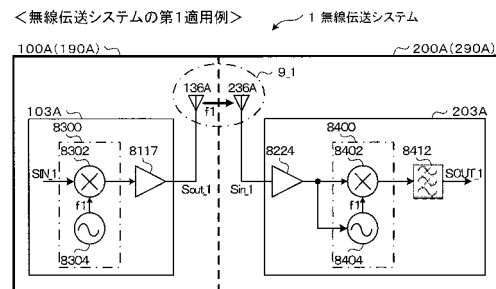 ＜無線伝送システムの第1適用例＞
1 無線伝送システム
100A(190A)
200A(290A)
9_1
136A
236A
f1
103A
203A
8300
8302
8117
8224
8400
8402
8412
SIN_1
SOUT_1
f1
Sout_1
Sin_1
f1
8304
8404